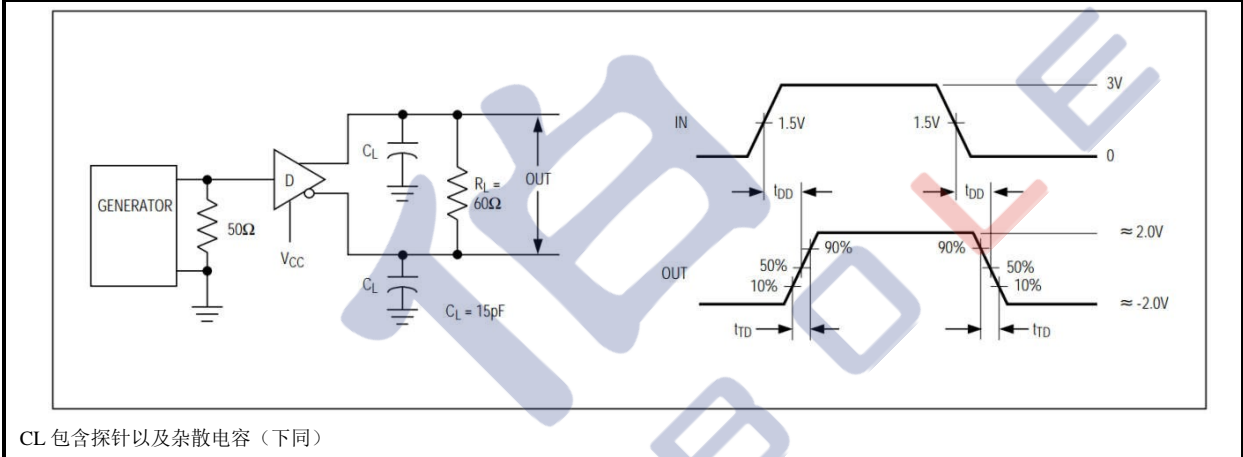 GENERATOR
50Ω
D
VCC
CL
CL
CL = 15pF
RL =
60Ω
OUT
IN
1.5V
1.5V
3V
0
tDD
tDD
OUT
90%
50%
10%
90%
50%
10%
≈ 2.0V
≈ -2.0V
tTD
tTD
CL 包含探针以及杂散电容（下同）
伯
BOLE